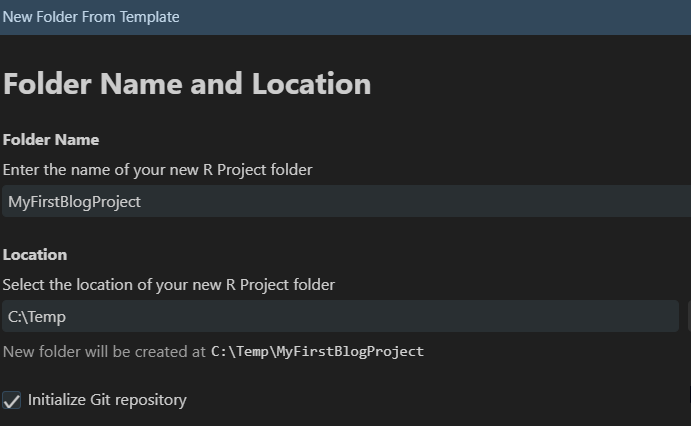 New Folder From Template
Folder Name and Location
Folder Name
Enter the name of your new R Project folder
MyFirstBlogProject
Location
Select the location of your new R Project folder
C:\Temp
New folder will be created at C:\Temp\MyFirstBlogProject
Initialize Git repository